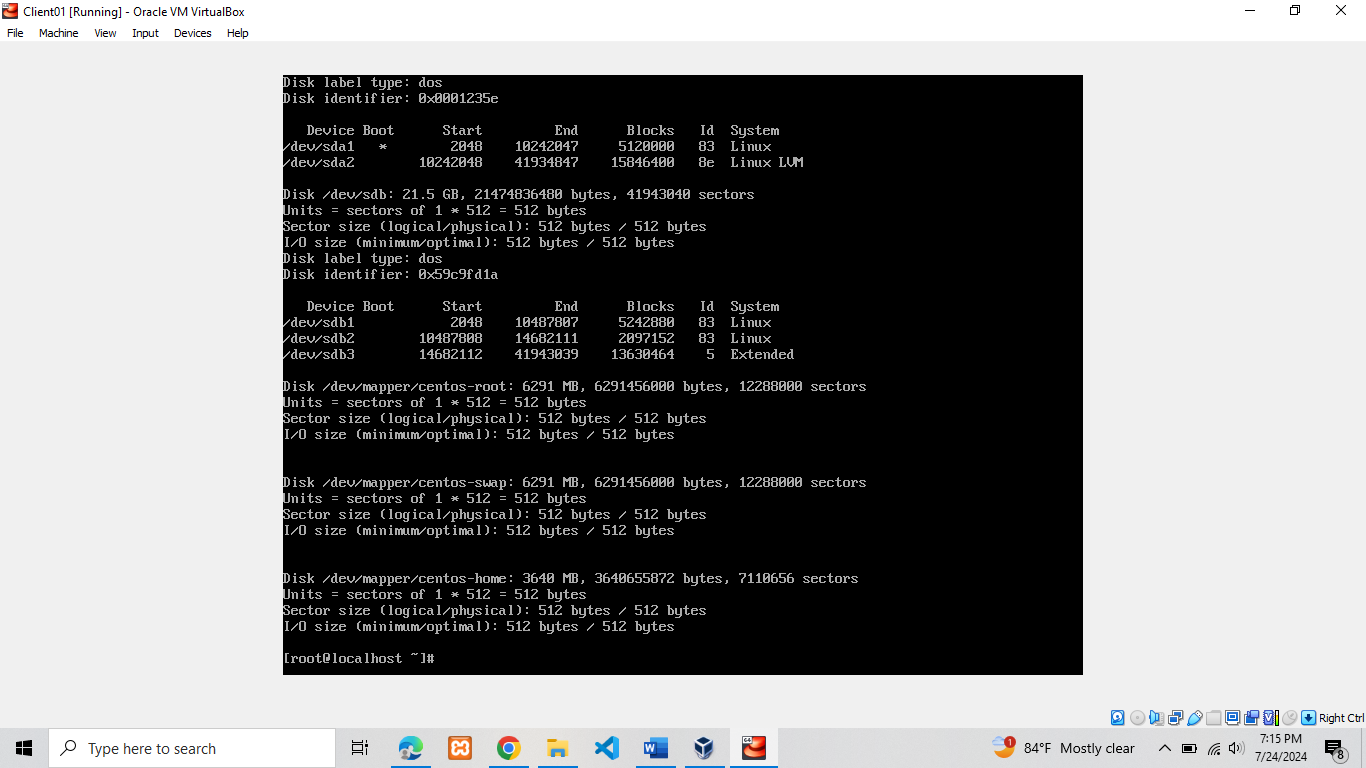 Client01 [Running] - Oracle VM VirtualBox
File Machine View Input Devices Help
Disk label type: dos
Disk identifier: 0x0001235e
Device Boot Start End Blocks Id System
/dev/sda1 * 2048 10242047 5120000 83 Linux
/dev/sda2 10242048 41934847 15846400 8e Linux LVM
Disk /dev/sdb: 21.5 GB, 21474836480 bytes, 41943040 sectors
Units = sectors of 1 * 512 = 512 bytes
Sector size (logical/physical): 512 bytes / 512 bytes
I/O size (minimum/optimal): 512 bytes / 512 bytes
Disk label type: dos
Disk identifier: 0x59c9fd1a
Device Boot Start End Blocks Id System
/dev/sdb1 2048 10487807 5242880 83 Linux
/dev/sdb2 10487808 14682111 2097152 83 Linux
/dev/sdb3 14682112 41943039 13630464 5 Extended
Disk /dev/mapper/centos-root: 6291 MB, 6291456000 bytes, 12288000 sectors
Units = sectors of 1 * 512 = 512 bytes
Sector size (logical/physical): 512 bytes / 512 bytes
I/O size (minimum/optimal): 512 bytes / 512 bytes
Disk /dev/mapper/centos-swap: 6291 MB, 6291456000 bytes, 12288000 sectors
Units = sectors of 1 * 512 = 512 bytes
Sector size (logical/physical): 512 bytes / 512 bytes
I/O size (minimum/optimal): 512 bytes / 512 bytes
Disk /dev/mapper/centos-home: 3640 MB, 3640655872 bytes, 7110656 sectors
Units = sectors of 1 * 512 = 512 bytes
Sector size (logical/physical): 512 bytes / 512 bytes
I/O size (minimum/optimal): 512 bytes / 512 bytes
[root@localhost ~]#
Right Ctrl
Type here to search
1
84°F Mostly clear
7:15 PM
7/24/2024
8